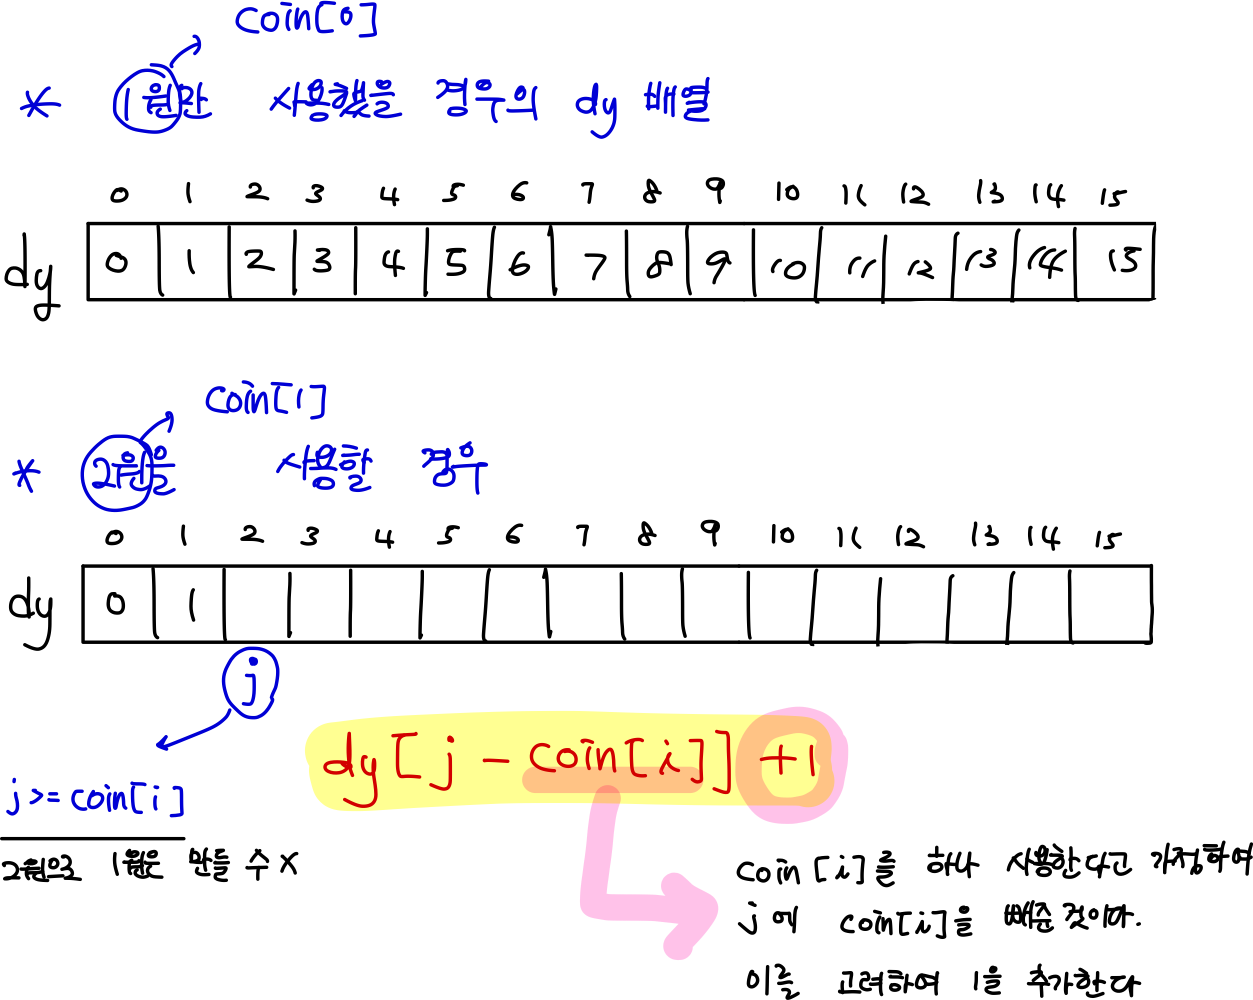 coin[0]
* 1원만 사용했을 경우의 dy 배열
0 1 2 3 4 5 6 7 8 9 10 11 12 13 14 15
dy 0 1 2 3 4 5 6 7 8 9 10 11 12 13 14 15
coin[1]
* 2원을 사용할 경우
0 1 2 3 4 5 6 7 8 9 10 11 12 13 14 15
dy 0 1
j
dy[j - coin[i]] +1
j >= coin[i]
2원으로 1원은 만들 수 x
coin[i]를 하나 사용한다고 가정하여
j에 coin[i]을 빼준 것이다.
이를 고려하여 1을 추가한다